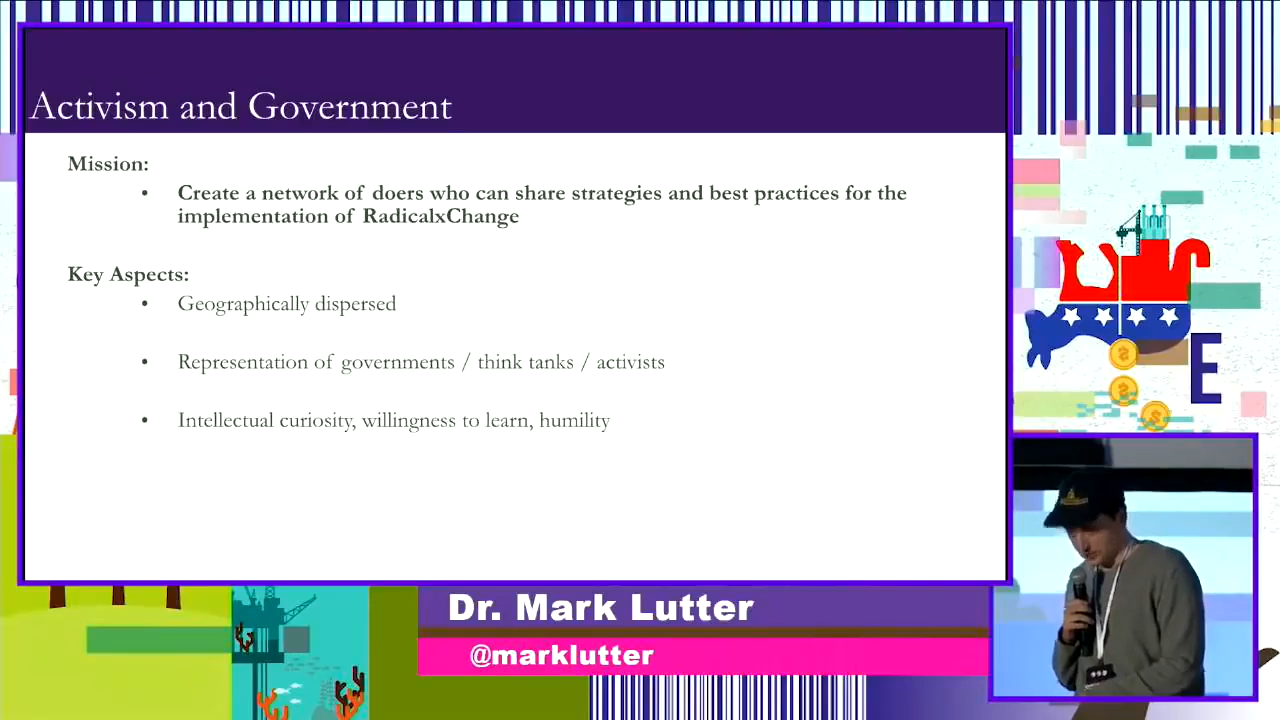 Activism and Government
Mission:
• Create a network of doers who can share strategies and best practices for the
implementation of RadicalxChange
Key Aspects:
• Geographically dispersed
• Representation of governments / think tanks / activists
• Intellectual curiosity, willingness to learn, humility
E
Dr. Mark Lutter
@marklutter